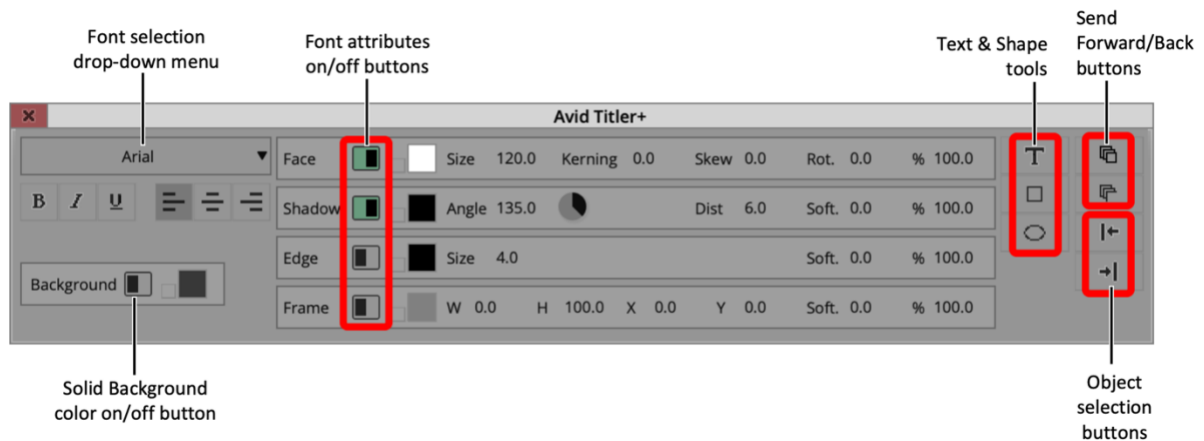 Font selection
drop-down menu
Font attributes
on/off buttons
Text & Shape
tools
Send
Forward/Back
buttons
Avid Titler+
Arial
B I U
Background
Face Size 120.0 Kerning 0.0 Skew 0.0 Rot. 0.0 % 100.0
Shadow Angle 135.0 Dist 6.0 Soft. 0.0 % 100.0
Edge Size 4.0 Soft. 0.0 % 100.0
Frame W 0.0 H 100.0 X 0.0 Y 0.0 Soft. 0.0 % 100.0
T
Solid Background
color on/off button
Object
selection
buttons